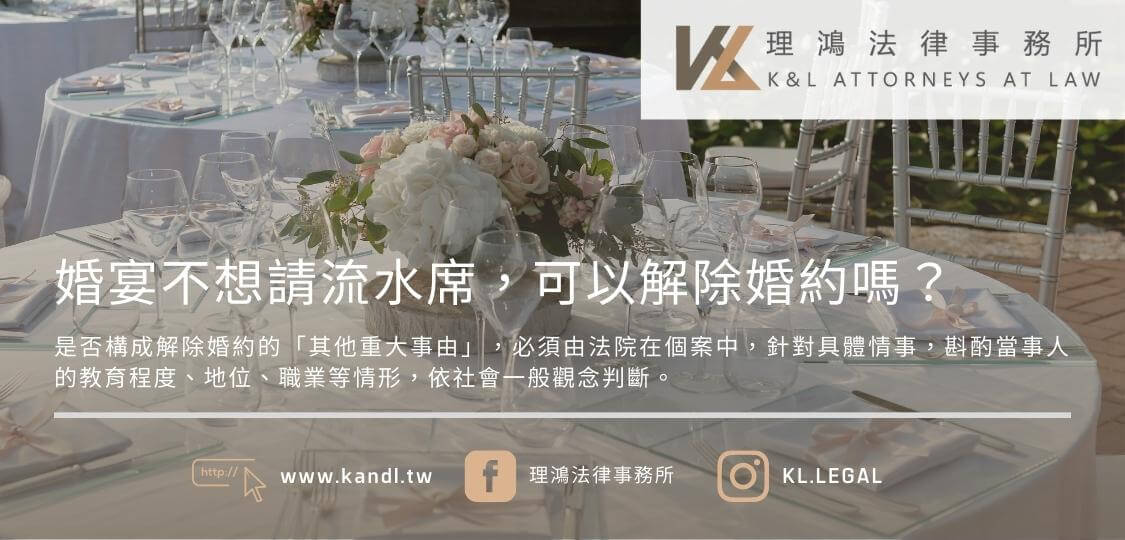 理鴻法律事務所
K&L ATTORNEYS AT LAW
婚宴不想請流水席，可以解除婚約嗎？
是否構成解除婚約的「其他重大事由」，必須由法院在個案中，針對具體情事，斟酌當事人
的教育程度、地位、職業等情形，依社會一般觀念判斷。
http://
www.kandl.tw
理鴻法律事務所
KL.LEGAL